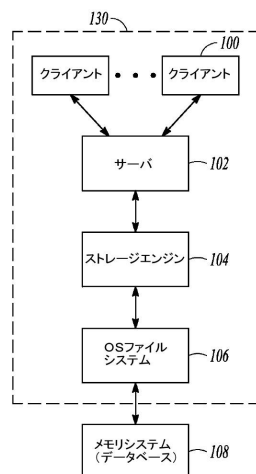 130
100
クライアント
クライアント
サーバ
102
ストレージエンジン
104
OSファイル
システム
106
メモリシステム
(データベース)
108